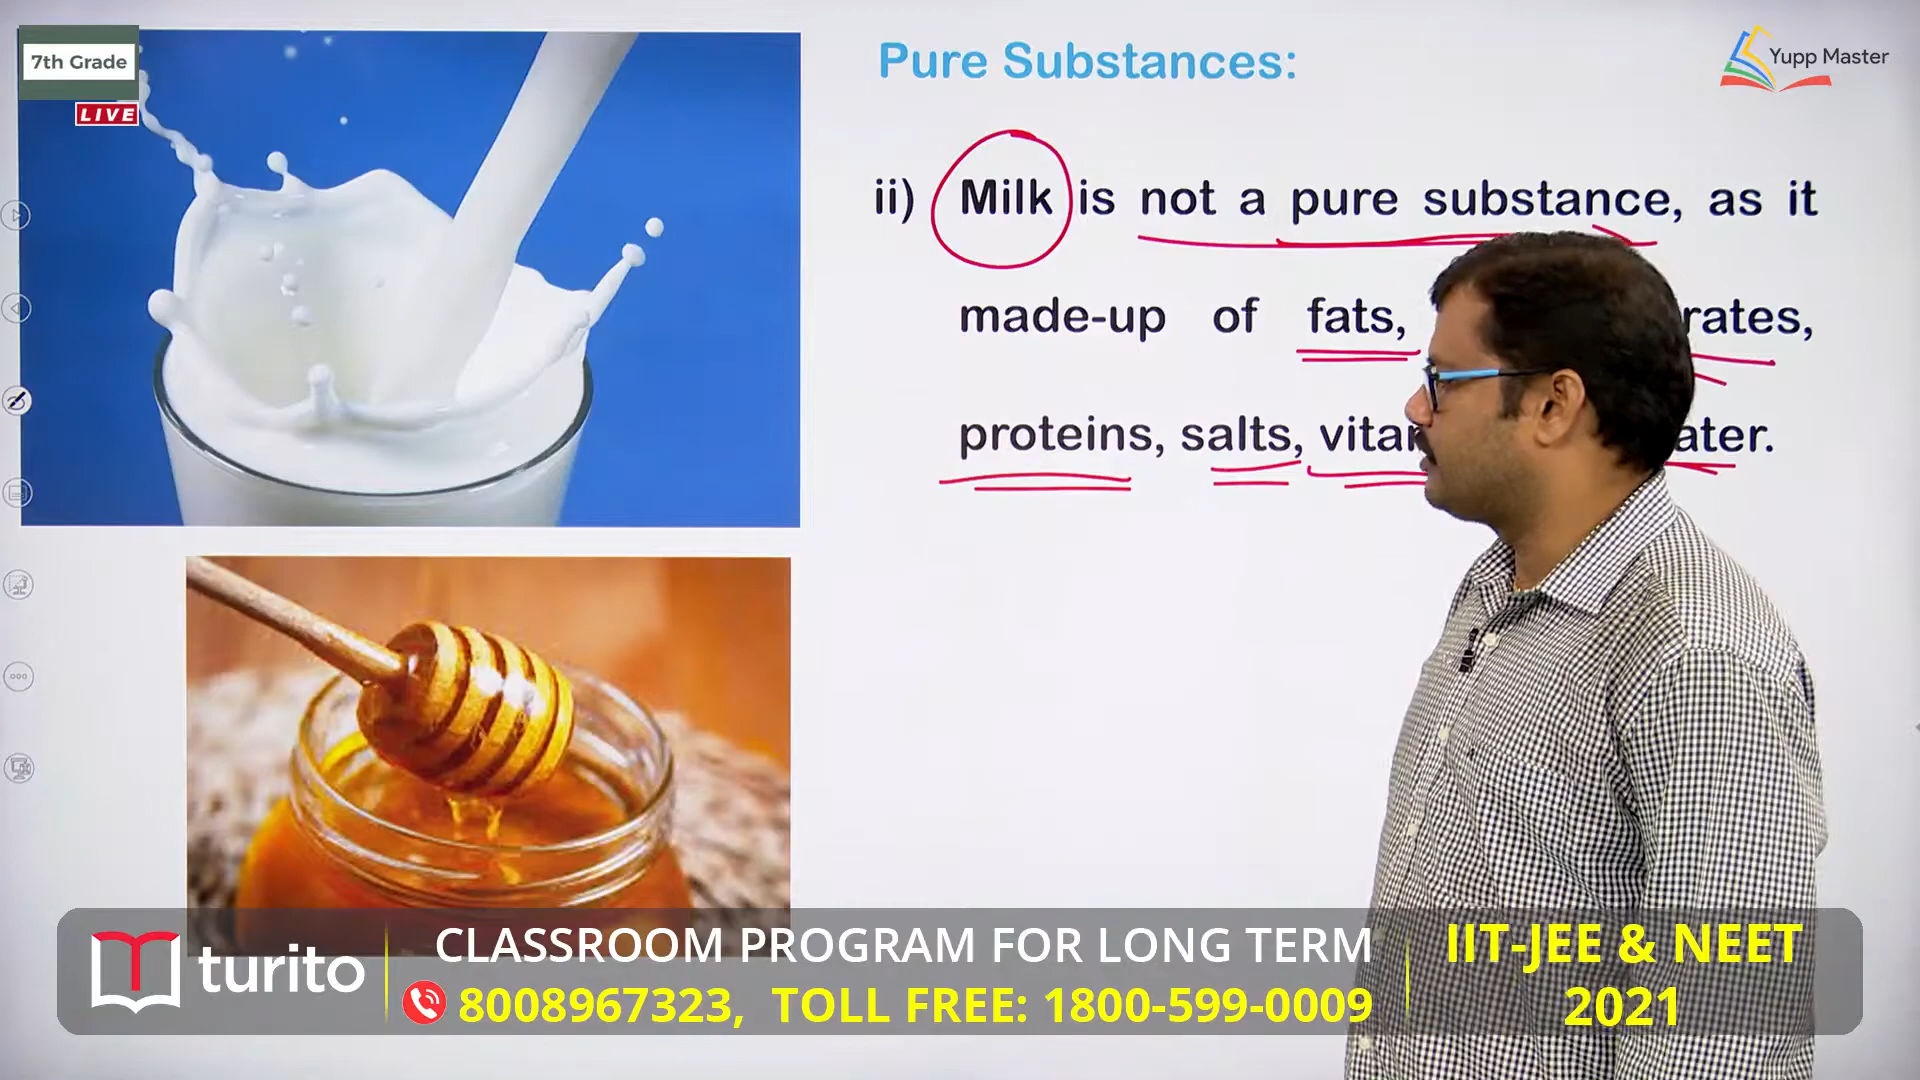 7th Grade
LIVE
Yupp Master
Pure Substances:
ii) Milk is not a pure substance, as it
made-up of fats, rates,
proteins, salts, vitam ater.
turito
CLASSROOM PROGRAM FOR LONG TERM
8008967323, TOLL FREE: 1800-599-0009
IIT-JEE & NEET
2021